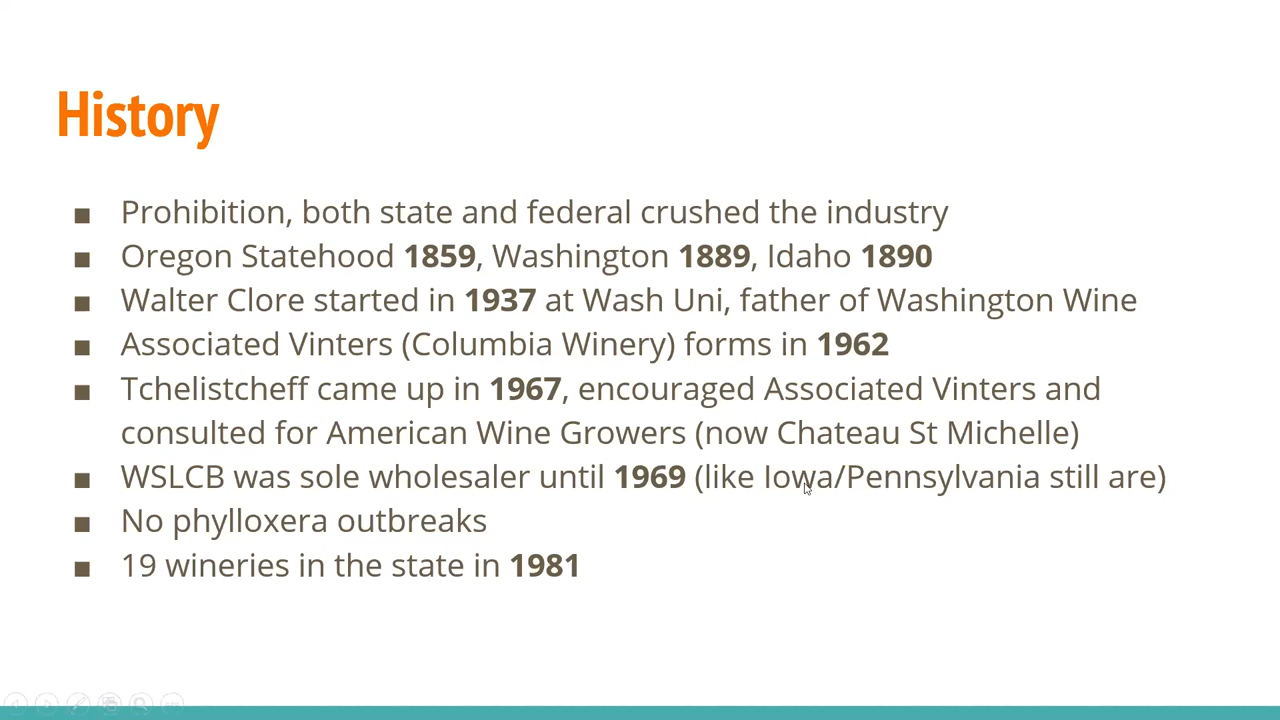 History
■ Prohibition, both state and federal crushed the industry
■ Oregon Statehood 1859, Washington 1889, Idaho 1890
■ Walter Clore started in 1937 at Wash Uni, father of Washington Wine
■ Associated Vinters (Columbia Winery) forms in 1962
■ Tchelistcheff came up in 1967, encouraged Associated Vinters and
consulted for American Wine Growers (now Chateau St Michelle)
■ WSLCB was sole wholesaler until 1969 (like Iowa/Pennsylvania still are)
■ No phylloxera outbreaks
■ 19 wineries in the state in 1981